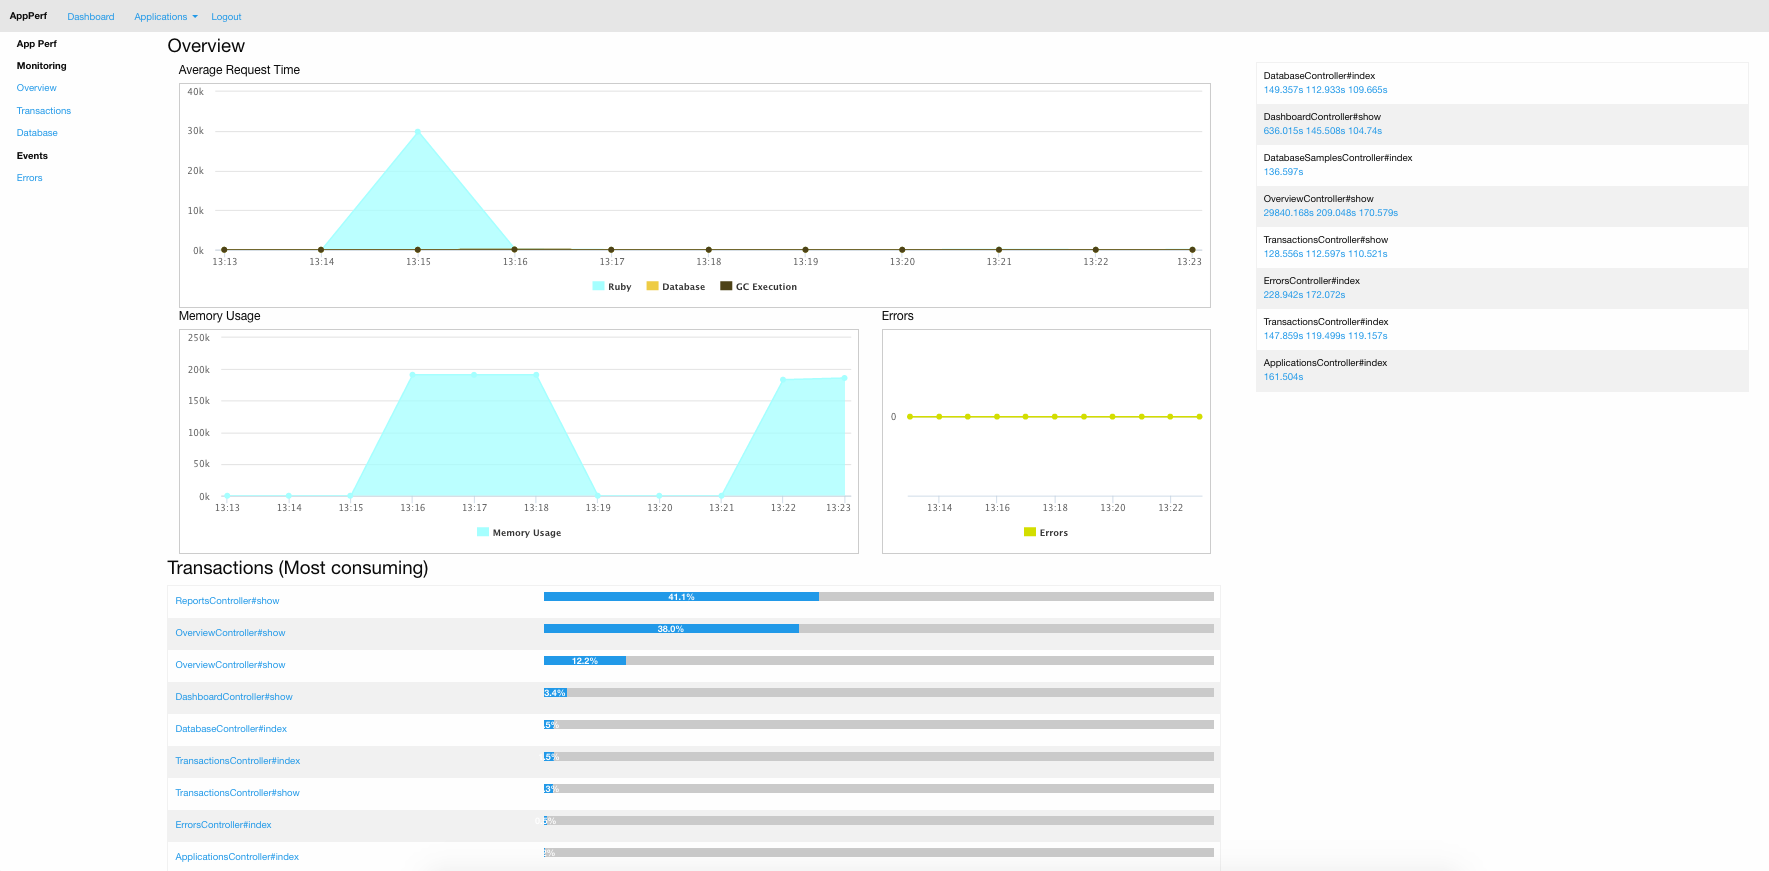 AppPerf Dashboard Applications Logout
App Perf
Monitoring
Overview
Transactions
Database
Events
Errors
Overview
Average Request Time
40k
30k
20k
10k
0k
13:13 13:14 13:15 13:16 13:17 13:18 13:19 13:20 13:21 13:22 13:23
Ruby Database GC Execution
Memory Usage
250k
200k
150k
100k
50k
0k
13:13 13:14 13:15 13:16 13:17 13:18 13:19 13:20 13:21 13:22 13:23
Memory Usage
Errors
0
13:14 13:16 13:18 13:20 13:22
Errors
Transactions (Most consuming)
ReportsController#show 41.1%
OverviewController#show 38.0%
OverviewController#show 12.2%
DashboardController#show 3.4%
DatabaseController#index .5%
TransactionsController#index .5%
TransactionsController#show .3%
ErrorsController#index
ApplicationsController#index
DatabaseController#index
149.357s 112.933s 109.665s
DashboardController#show
636.015s 145.508s 104.74s
DatabaseSamplesController#index
136.597s
OverviewController#show
29840.168s 209.048s 170.579s
TransactionsController#show
128.556s 112.597s 110.521s
ErrorsController#index
228.942s 172.072s
TransactionsController#index
147.859s 119.499s 119.157s
ApplicationsController#index
161.504s